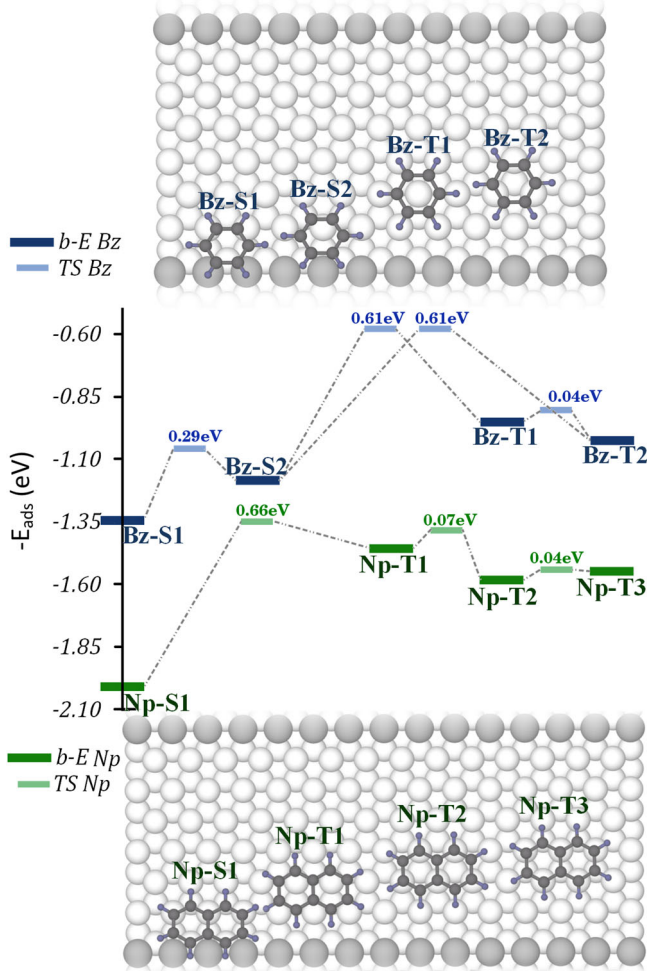 Bz-T1
Bz-T2
Bz-S1
Bz-S2
b-E Bz
TS Bz
0.61eV
0.61eV
-0.60
-0.85
0.04eV
0.29eV
Bz-T1
Bz-T2
-1.10
Bz-S2
-E_ads (eV)
-1.35
Bz-S1
0.66eV
0.07eV
Np-T1
0.04eV
-1.60
Np-T2
Np-T3
-1.85
Np-S1
-2.10
b-E Np
TS Np
Np-T3
Np-T2
Np-T1
Np-S1